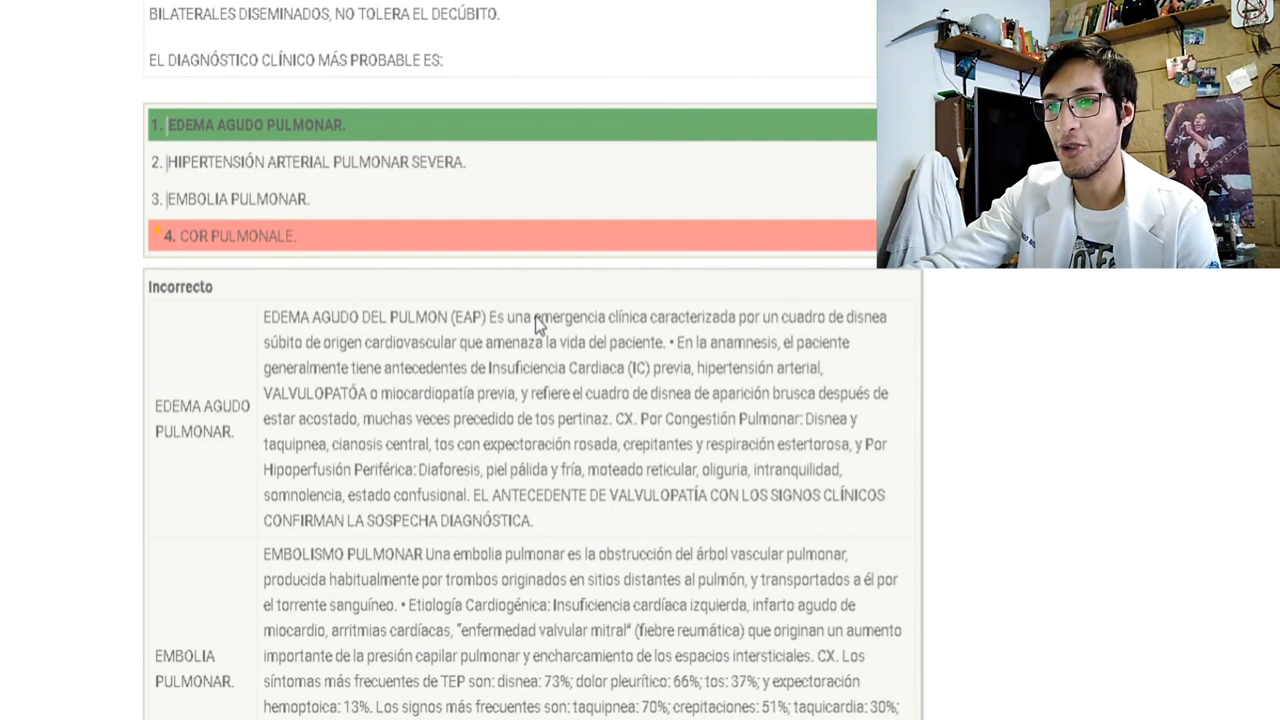 BILATERALES DISEMINADOS, NO TOLERA EL DECÚBITO.
EL DIAGNÓSTICO CLÍNICO MÁS PROBABLE ES:
1. EDEMA AGUDO PULMONAR.
2. HIPERTENSIÓN ARTERIAL PULMONAR SEVERA.
3. EMBOLIA PULMONAR.
4. COR PULMONALE.
Incorrecto
EDEMA AGUDO
PULMONAR.
EDEMA AGUDO DEL PULMON (EAP) Es una emergencia clínica caracterizada por un cuadro de disnea
súbito de origen cardiovascular que amenaza la vida del paciente. • En la anamnesis, el paciente
generalmente tiene antecedentes de Insuficiencia Cardiaca (IC) previa, hipertensión arterial,
VALVULOPATÓA o miocardiopatía previa, y refiere el cuadro de disnea de aparición brusca después de
estar acostado, muchas veces precedido de tos pertinaz. CX. Por Congestión Pulmonar: Disnea y
taquipnea, cianosis central, tos con expectoración rosada, crepitantes y respiración estertorosa, y Por
Hipoperfusión Periférica: Diaforesis, piel pálida y fría, moteado reticular, oliguria, intranquilidad,
somnolencia, estado confusional. EL ANTECEDENTE DE VALVULOPATÍA CON LOS SIGNOS CLÍNICOS
CONFIRMAN LA SOSPECHA DIAGNÓSTICA.
EMBOLIA
PULMONAR.
EMBOLISMO PULMONAR Una embolia pulmonar es la obstrucción del árbol vascular pulmonar,
producida habitualmente por trombos originados en sitios distantes al pulmón, y transportados a él por
el torrente sanguíneo. • Etiología Cardiogénica: Insuficiencia cardíaca izquierda, infarto agudo de
miocardio, arritmias cardíacas, "enfermedad valvular mitral" (fiebre reumática) que originan un aumento
importante de la presión capilar pulmonar y encharcamiento de los espacios intersticiales. CX. Los
síntomas más frecuentes de TEP son: disnea: 73%; dolor pleurítico: 66%; tos: 37%; y expectoración
hemoptoica: 13%. Los signos más frecuentes son: taquipnea: 70%; crepitaciones: 51%; taquicardia: 30%;